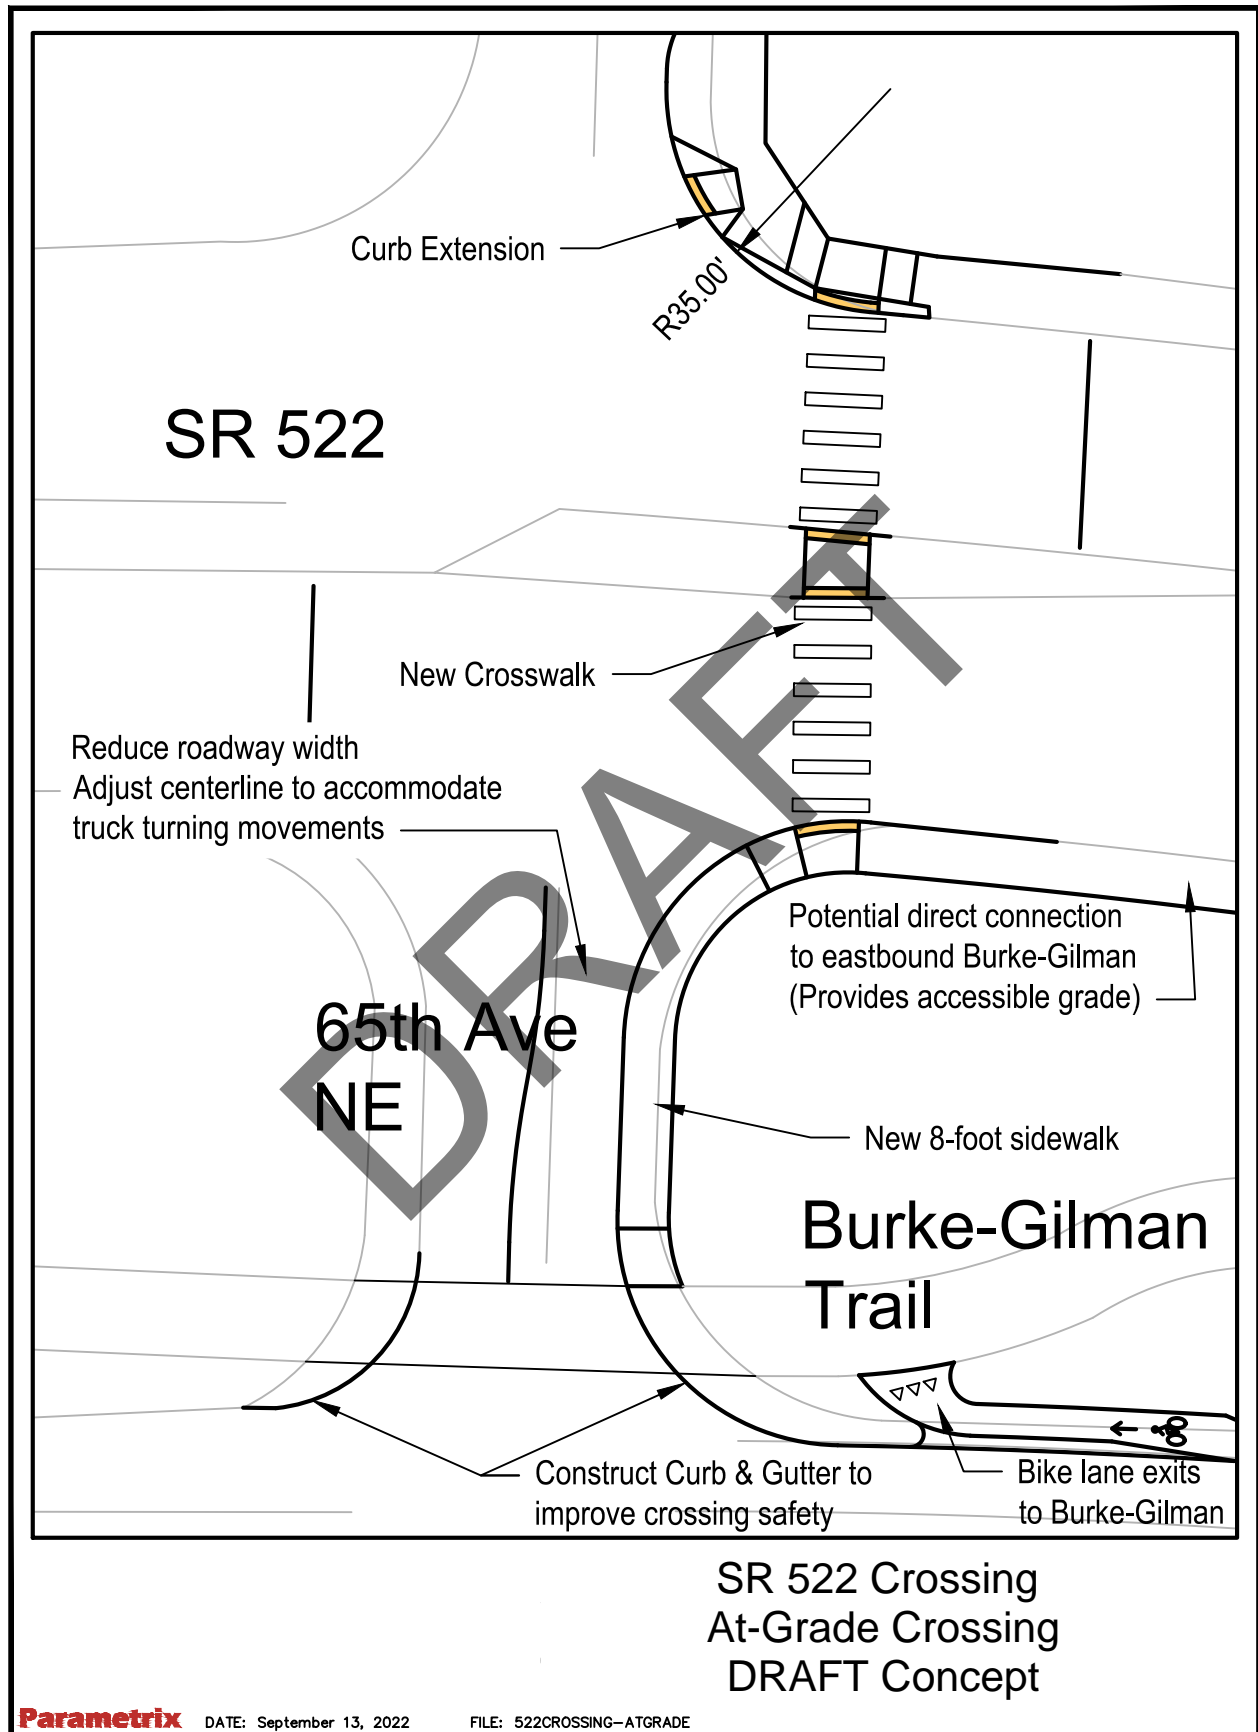 Curb Extension
R35.00'
SR 522
New Crosswalk
Reduce roadway width
Adjust centerline to accommodate
truck turning movements
DRAFT
Potential direct connection
to eastbound Burke-Gilman
(Provides accessible grade)
65th Ave
NE
New 8-foot sidewalk
Burke-Gilman
Trail
Construct Curb & Gutter to
improve crossing safety
Bike lane exits
to Burke-Gilman
SR 522 Crossing
At-Grade Crossing
DRAFT Concept
Parametrix DATE: September 13, 2022 FILE: 522CROSSING-ATGRADE